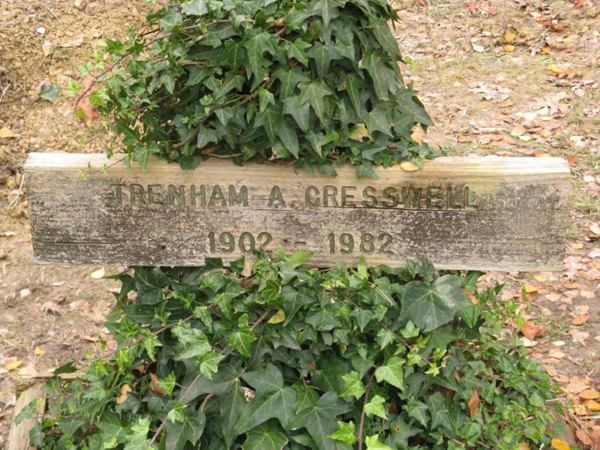 TRENHAM A. CRESSWELL
1902 -- 1982